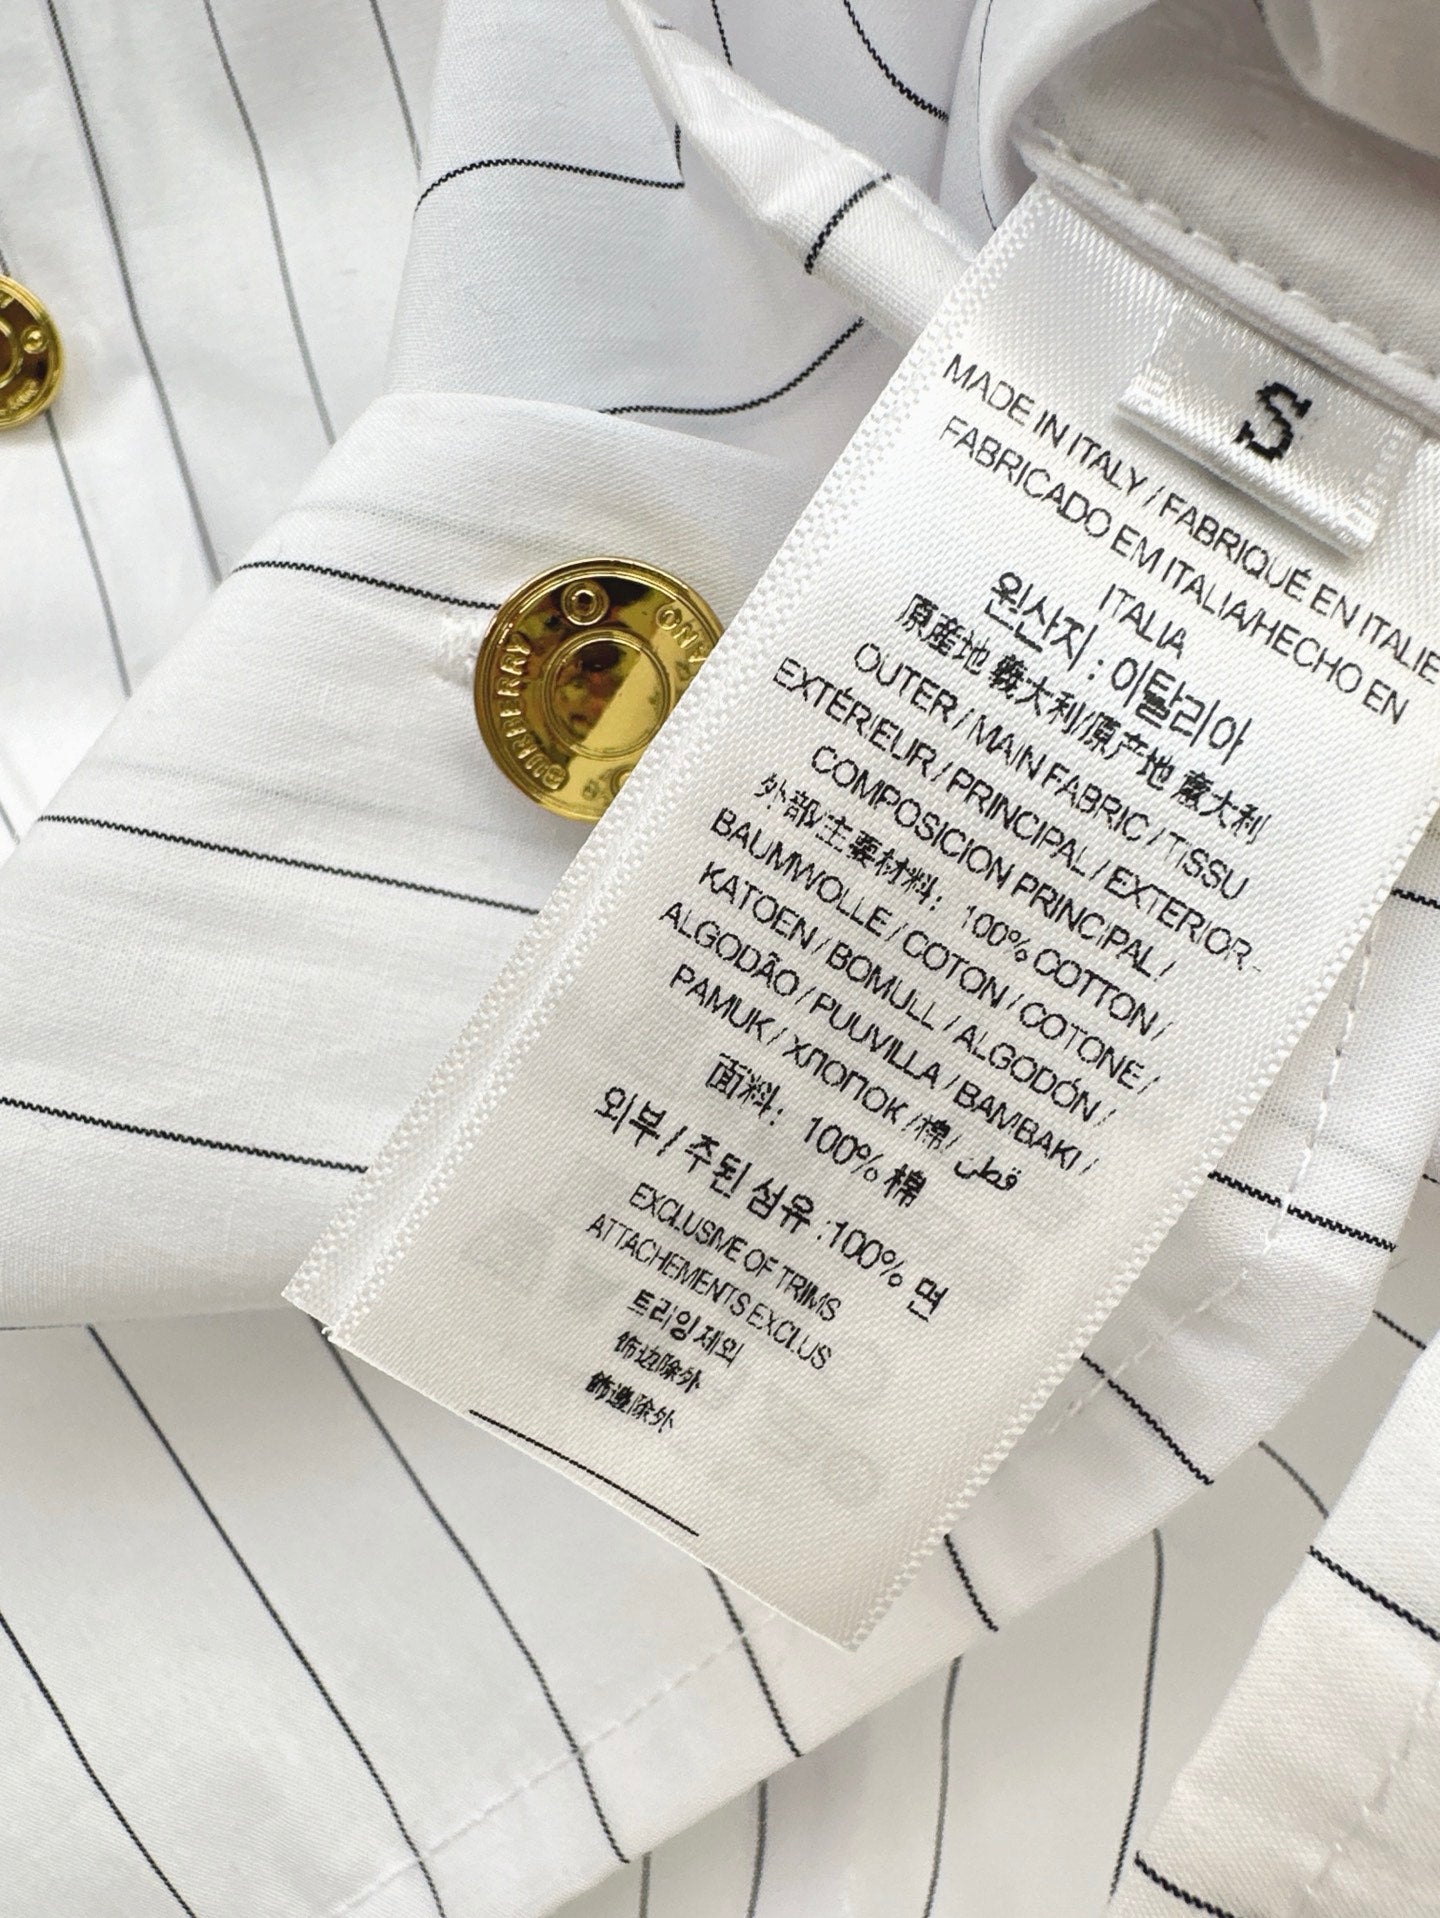 S
MADE IN ITALY / FABRIQUÉ EN ITALIE
FABRICADO EM ITALIA/HECHO EN
ITALIA
원산지 : 이탈리아
原産地 義大利/原产地 意大利
OUTER / MAIN FABRIC / TISSU
EXTÉRIEUR / PRINCIPAL / EXTERIOR-
COMPOSICION PRINCIPAL /
外部主要材料: 100% COTTON /
BAUMWOLLE / COTON / COTONE /
KATOEN / BOMULL / ALGODÓN /
ALGODÃO / PUUVILLA / BAMBAKI /
PAMUK / ХЛОПОК / 棉 / قطن
面料: 100% 棉
외부 / 주된 섬유 :100% 면
EXCLUSIVE OF TRIMS
ATTACHEMENTS EXCLUS
트리밍제외
饰边除外
飾邊除外
BURBERRY